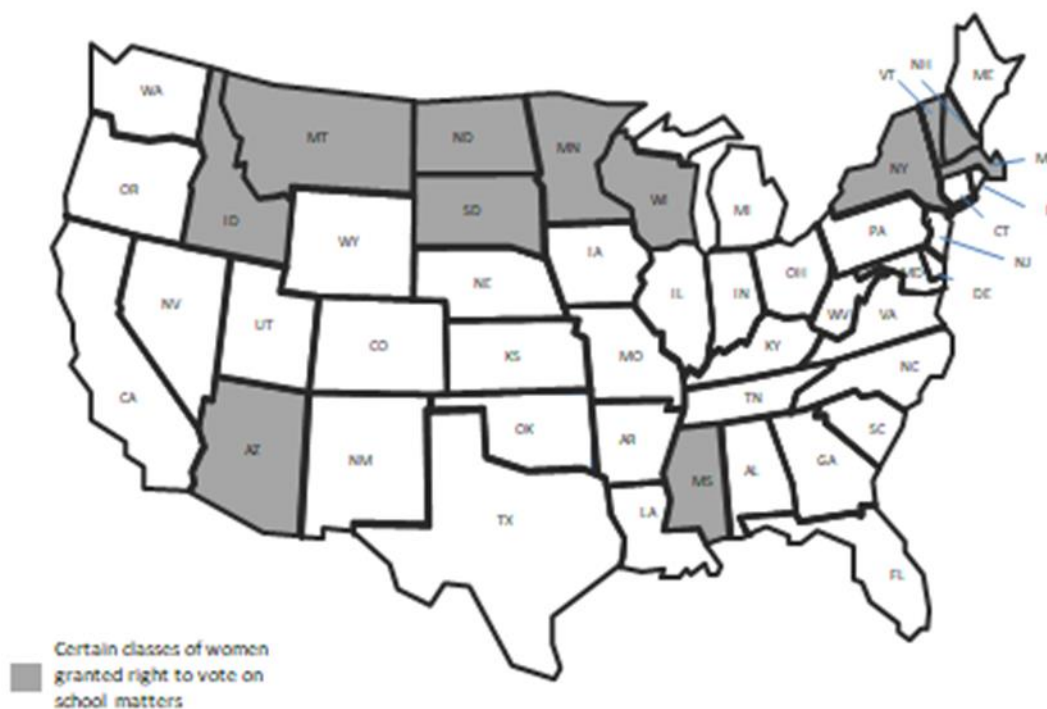 NH
VT
ME
WA
MT
ND
MN
OR
ID
SD
WI
NY
M
MI
WY
IA
PA
CT
NJ
NE
OH
MD
DE
NV
UT
IL
IN
WV
VA
CO
KS
MO
KY
CA
NC
TN
AZ
NM
OK
AR
SC
MS
AL
GA
TX
LA
FL
Certain classes of women
granted right to vote on
school matters